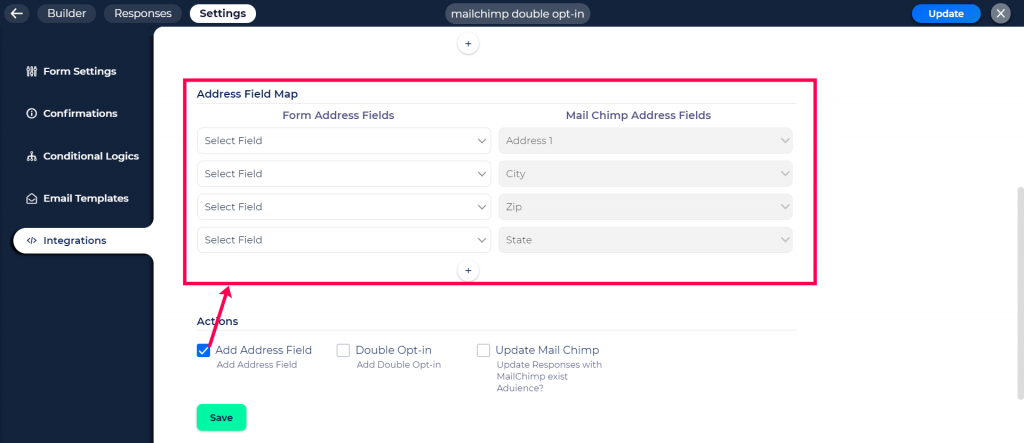 Builder
Responses
Settings
mailchimp double opt-in
Update
Form Settings
Confirmations
Conditional Logics
Email Templates
Integrations
+
Address Field Map
Form Address Fields
Mail Chimp Address Fields
Select Field
Address 1
Select Field
City
Select Field
Zip
Select Field
State
+
Actions
Add Address Field
Add Address Field
Double Opt-in
Add Double Opt-in
Update Mail Chimp
Update Responses with
MailChimp exist
Aduience?
Save